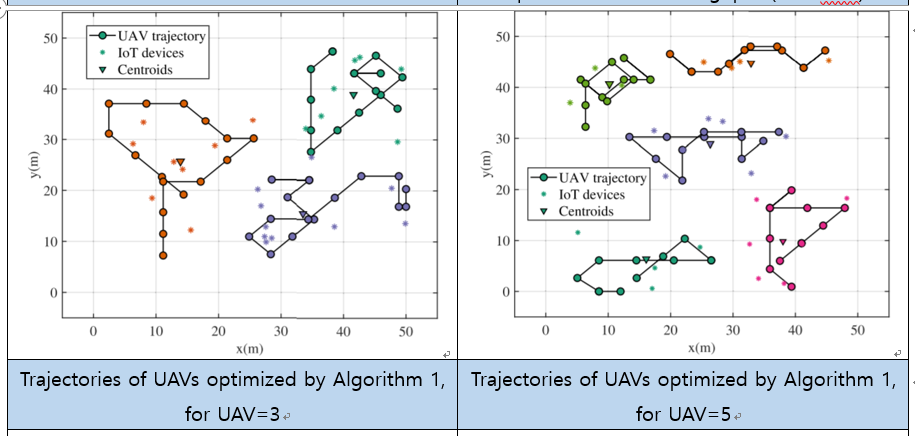 50
40
30
20
10
0
y(m)
UAV trajectory
IoT devices
Centroids
0
10
20
30
40
50
x(m)
50
40
30
20
10
0
y(m)
UAV trajectory
IoT devices
Centroids
0
10
20
30
40
50
x(m)
Trajectories of UAVs optimized by Algorithm 1,
for UAV=3
Trajectories of UAVs optimized by Algorithm 1,
for UAV=5